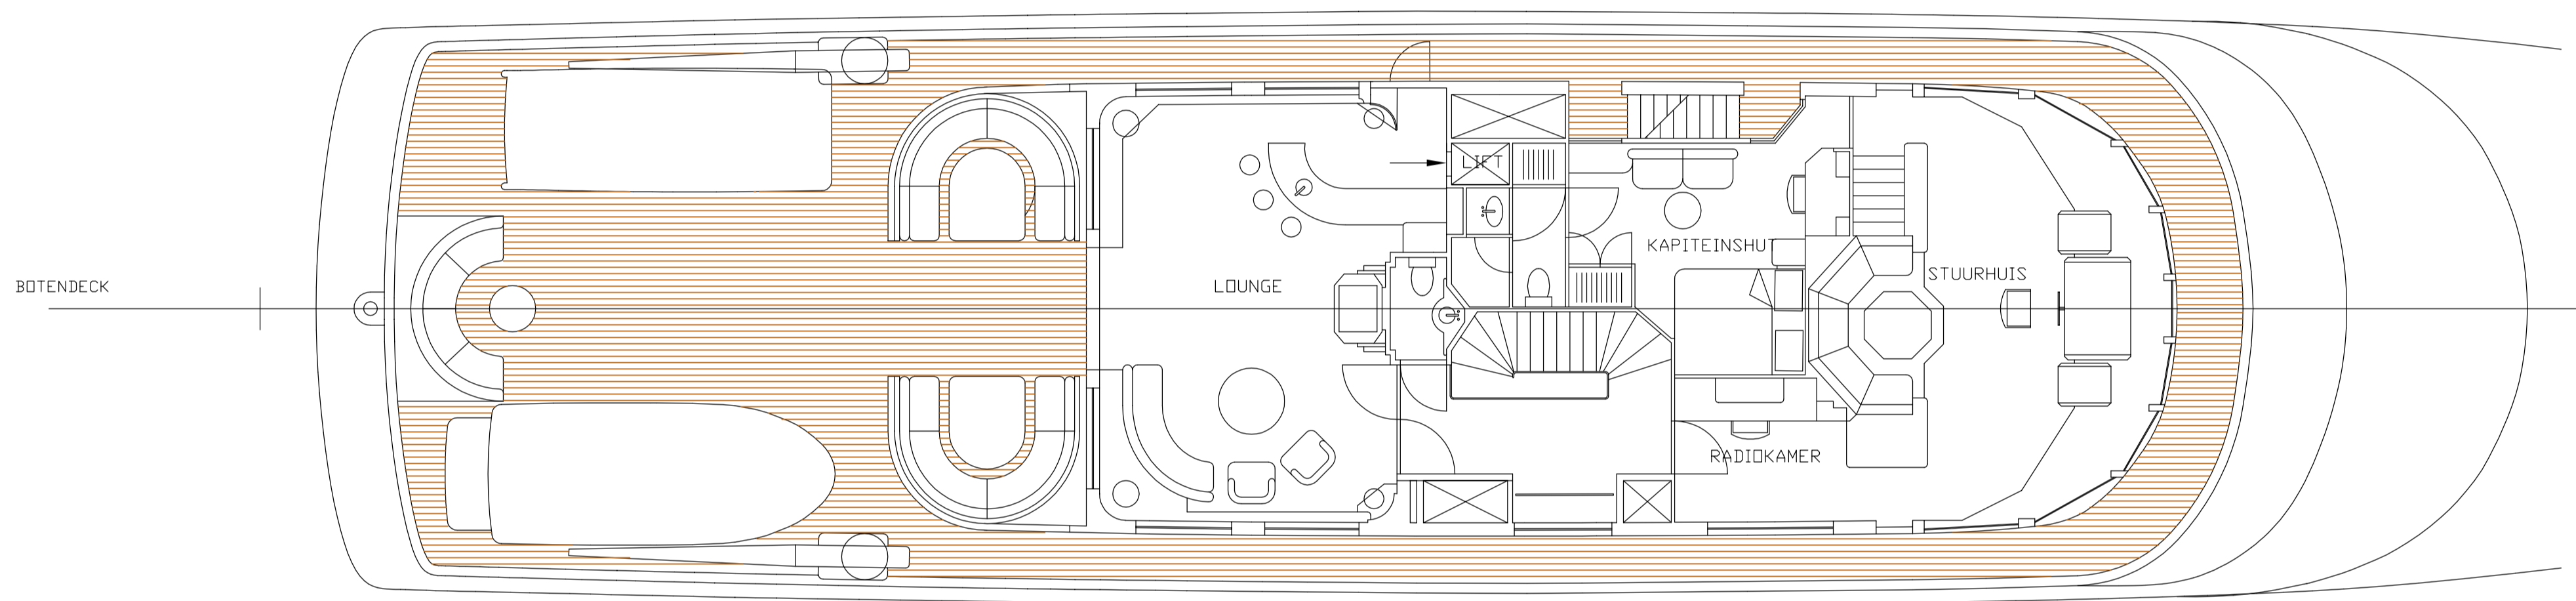 BOTENDECK
LOUNGE
LIFT
KAPITEINSHUT
STUURHUIS
RADIOKAMER